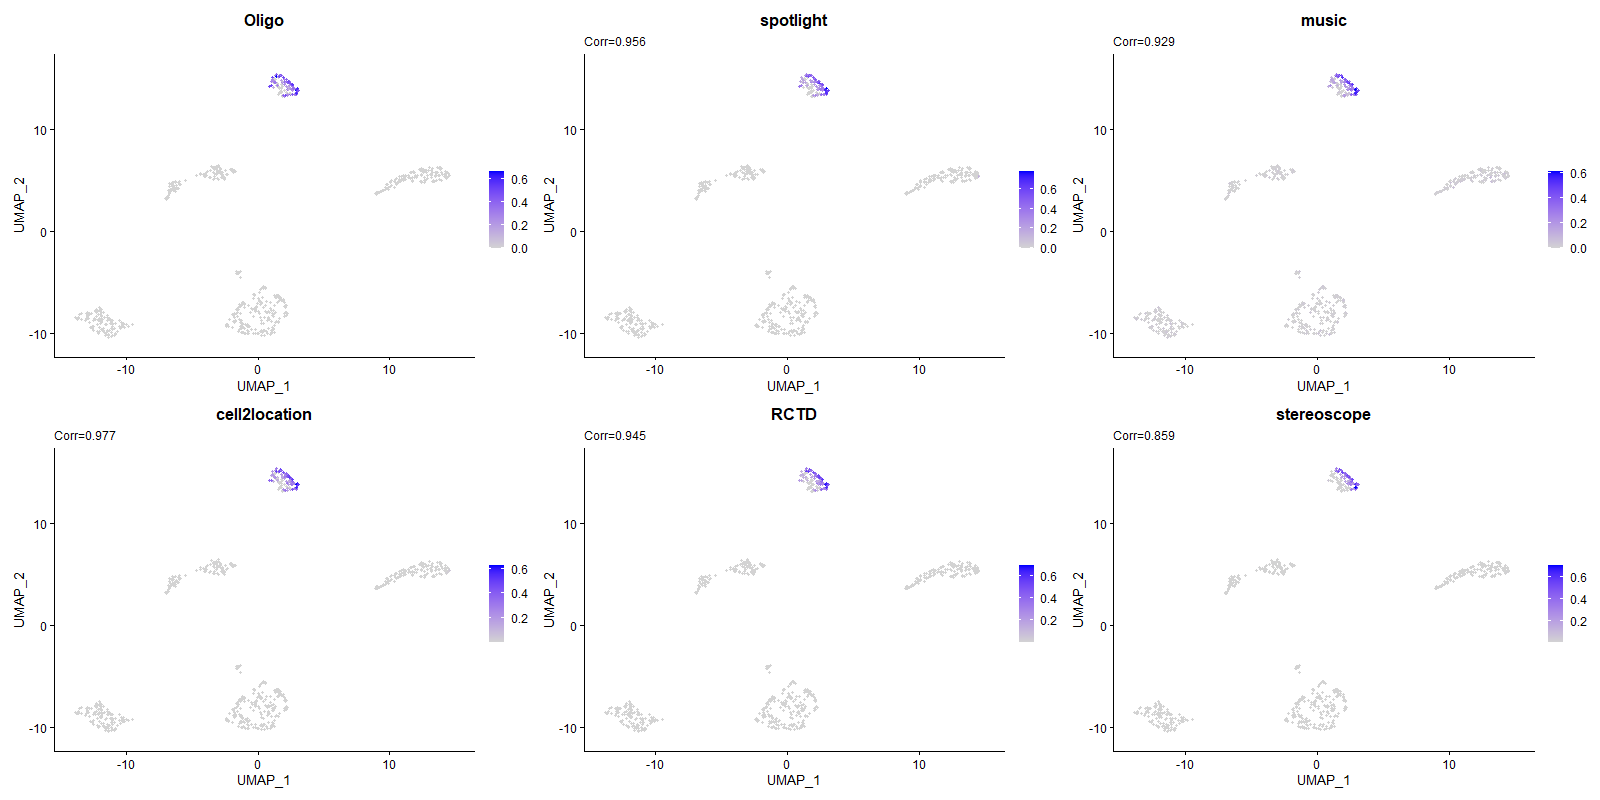 Oligo
UMAP_2
10
0
-10
-10
0
10
UMAP_1
0.6
0.4
0.2
0.0
spotlight
Corr=0.956
UMAP_2
10
0
-10
-10
0
10
UMAP_1
0.6
0.4
0.2
0.0
music
Corr=0.929
UMAP_2
10
0
-10
-10
0
10
UMAP_1
0.6
0.4
0.2
0.0
cell2location
Corr=0.977
UMAP_2
10
0
-10
-10
0
10
UMAP_1
0.6
0.4
0.2
RCTD
Corr=0.945
UMAP_2
10
0
-10
-10
0
10
UMAP_1
0.6
0.4
0.2
stereoscope
Corr=0.859
UMAP_2
10
0
-10
-10
0
10
UMAP_1
0.6
0.4
0.2